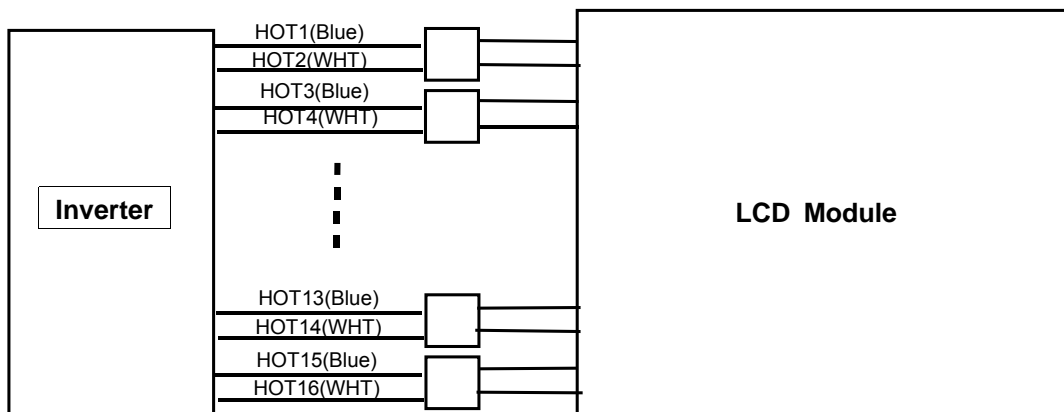 HOT1(Blue)
HOT2(WHT)
HOT3(Blue)
HOT4(WHT)
Inverter
LCD Module
HOT13(Blue)
HOT14(WHT)
HOT15(Blue)
HOT16(WHT)